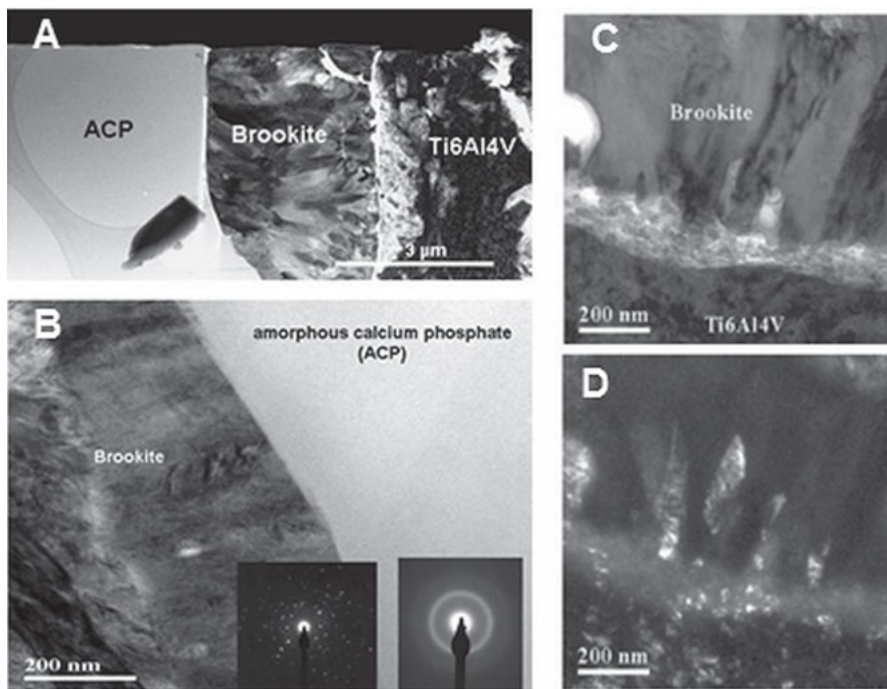 A
ACP
Brookite
Ti6Al4V
3 µm
B
amorphous calcium phosphate
(ACP)
Brookite
200 nm
C
Brookite
200 nm
Ti6Al4V
D
200 nm